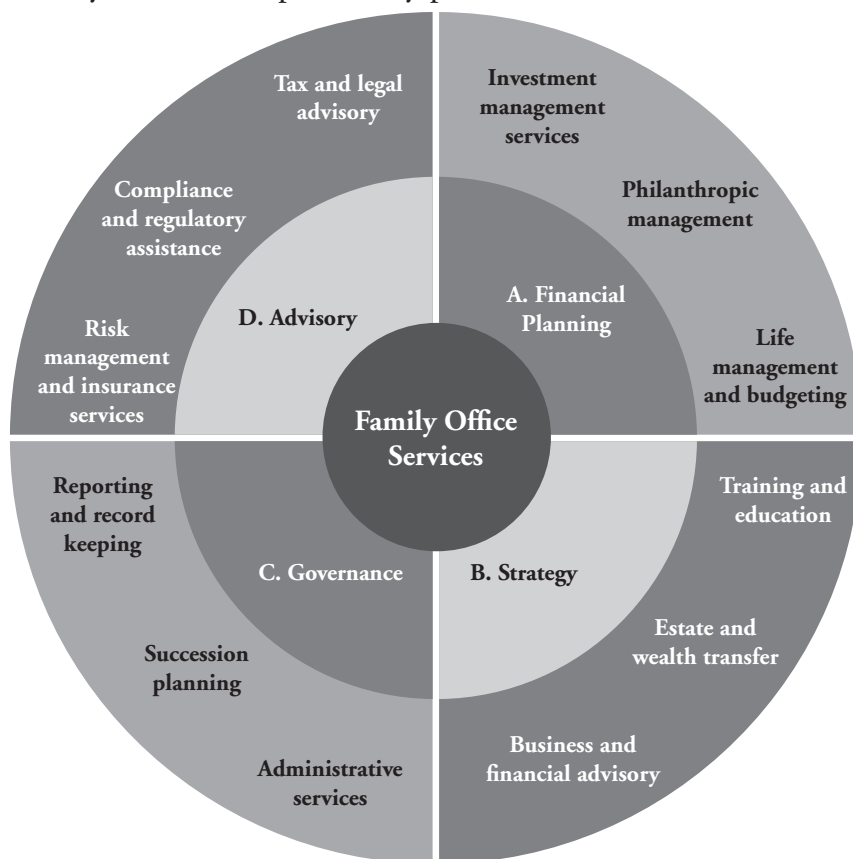 Tax and legal
advisory
Compliance
and regulatory
assistance
Risk
management
and insurance
services
D. Advisory
Investment
management
services
Philanthropic
management
Life
management
and budgeting
A. Financial
Planning
Family Office
Services
Reporting
and record
keeping
Succession
planning
Administrative
services
C. Governance
B. Strategy
Training and
education
Estate and
wealth transfer
Business and
financial advisory